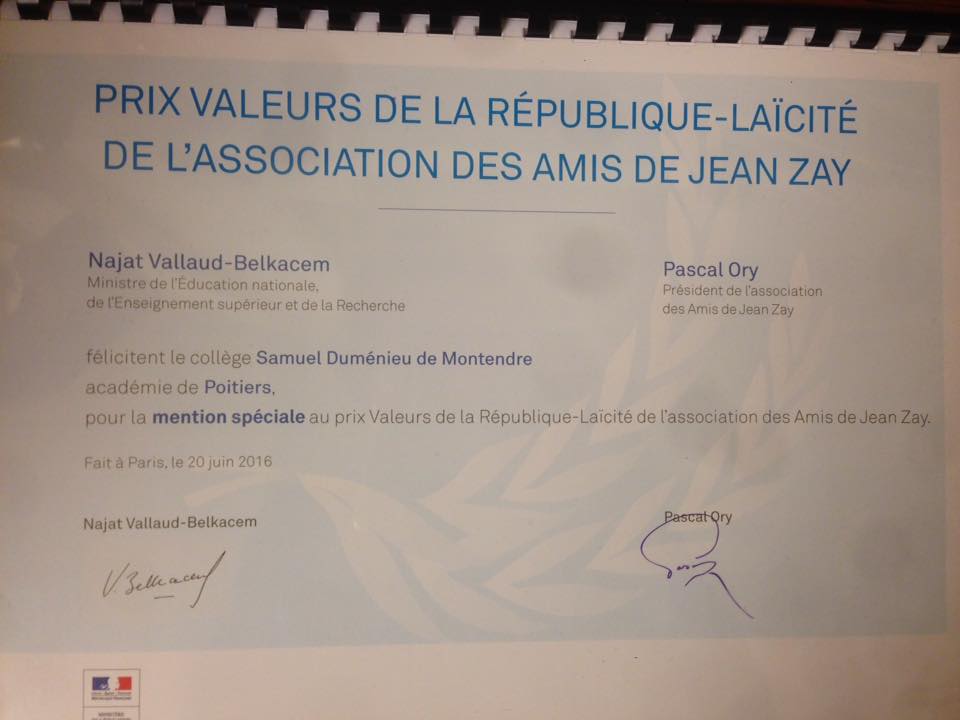 PRIX VALEURS DE LA RÉPUBLIQUE-LAÏCITÉ
DE L'ASSOCIATION DES AMIS DE JEAN ZAY
Najat Vallaud-Belkacem
Ministre de l'Éducation nationale,
de l'Enseignement supérieur et de la Recherche
Pascal Ory
Président de l'association
des Amis de Jean Zay
félicitent le collège Samuel Duménieu de Montendre
académie de Poitiers,
pour la mention spéciale au prix Valeurs de la République-Laïcité de l'association des Amis de Jean Zay.
Fait à Paris, le 20 juin 2016
Najat Vallaud-Belkacem
Pascal Ory
V. Belkacem
RÉPUBLIQUE FRANÇAISE
MINISTÈRE